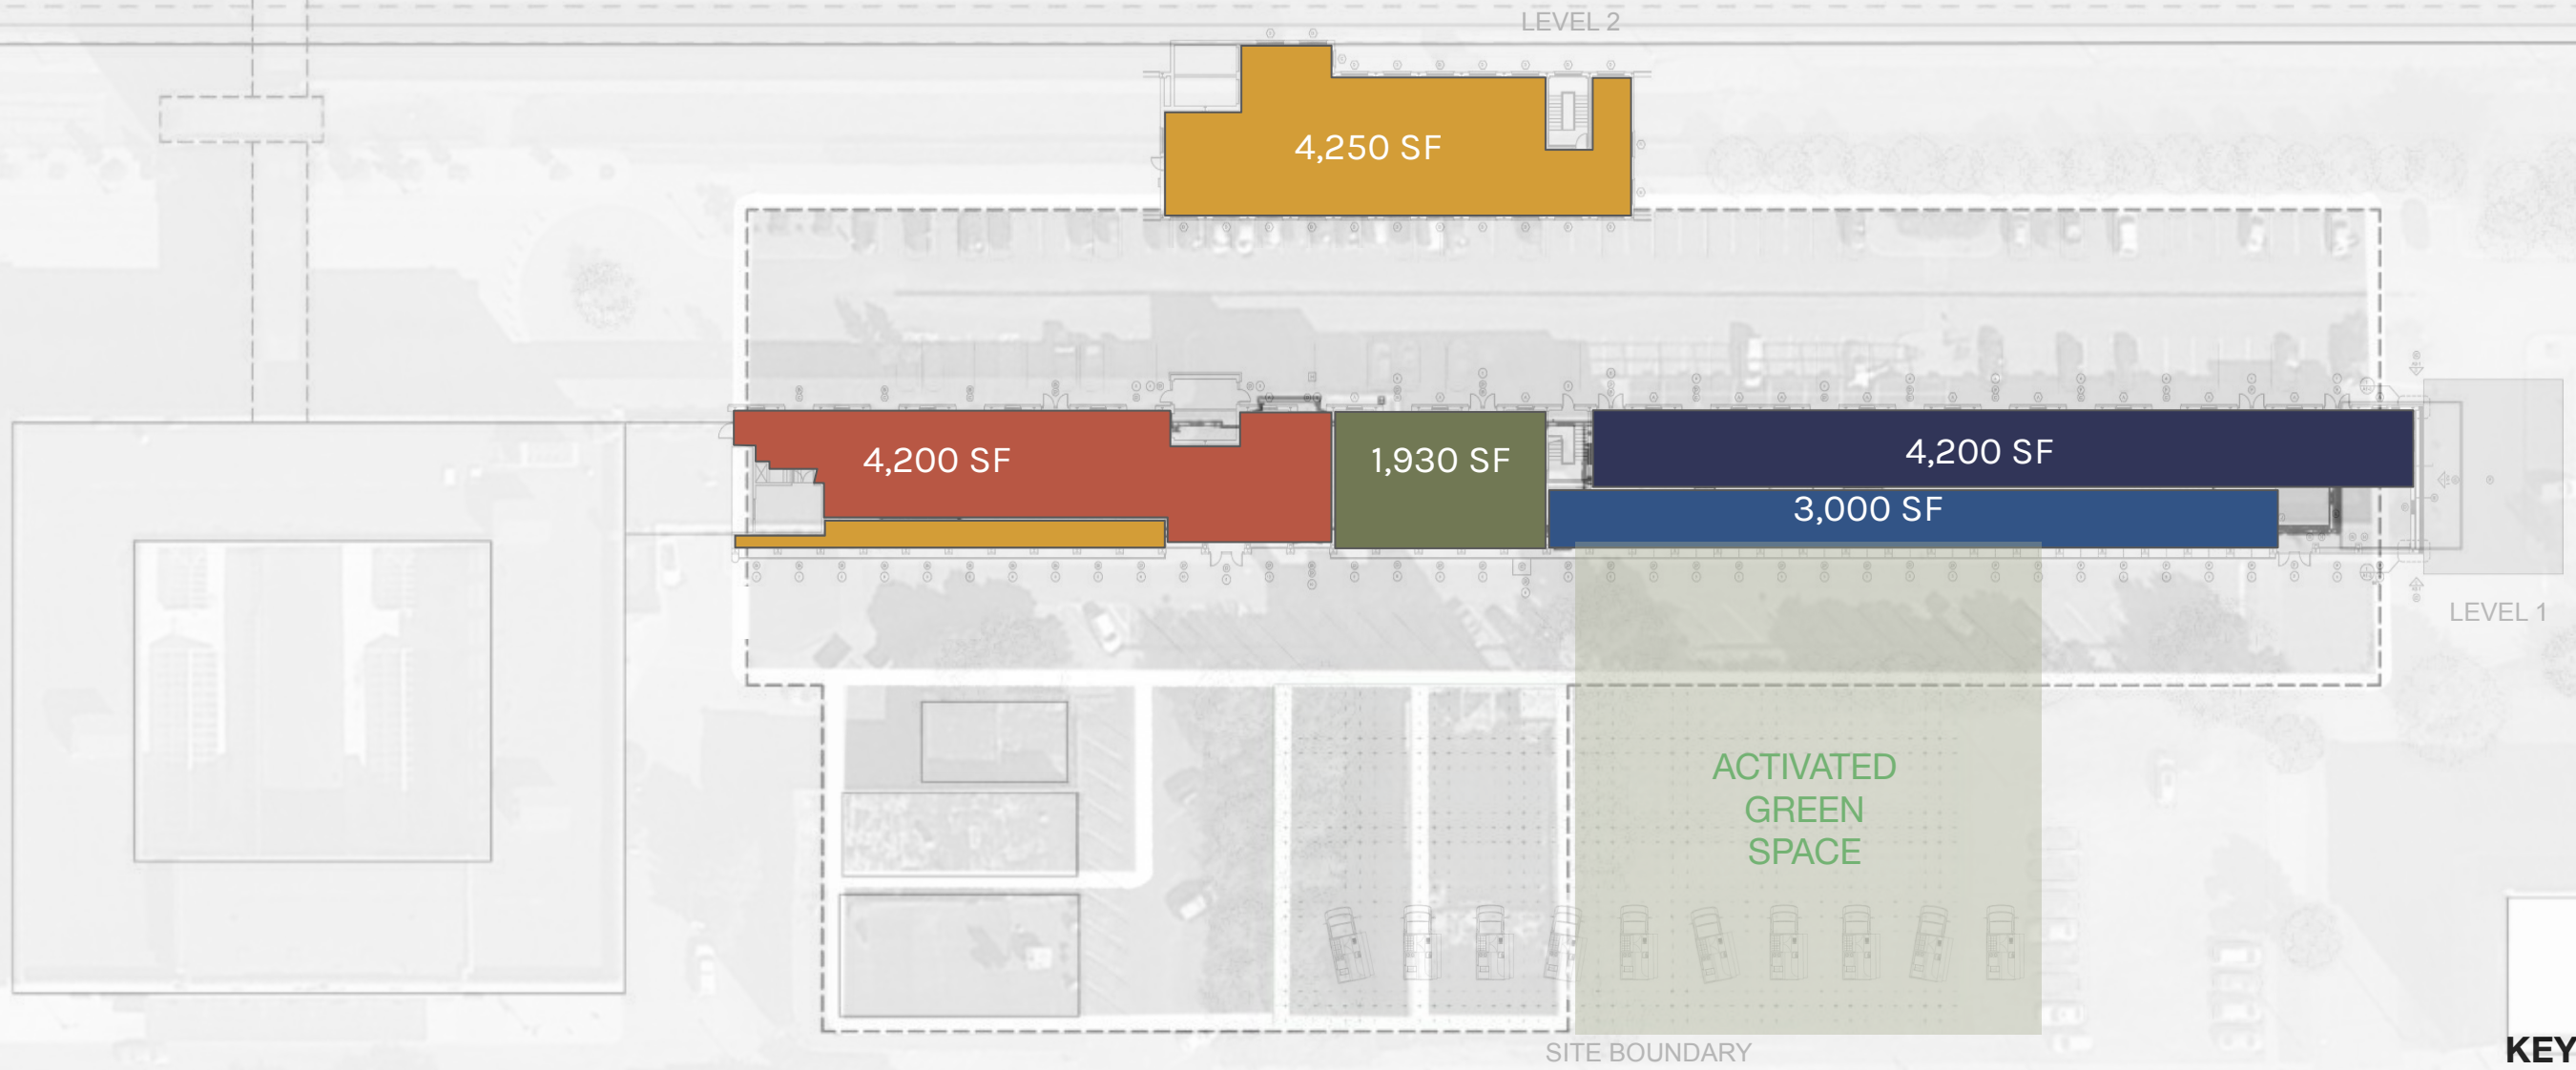 LEVEL 2
4,250 SF
4,200 SF
1,930 SF
4,200 SF
3,000 SF
LEVEL 1
ACTIVATED
GREEN
SPACE
SITE BOUNDARY
KEY